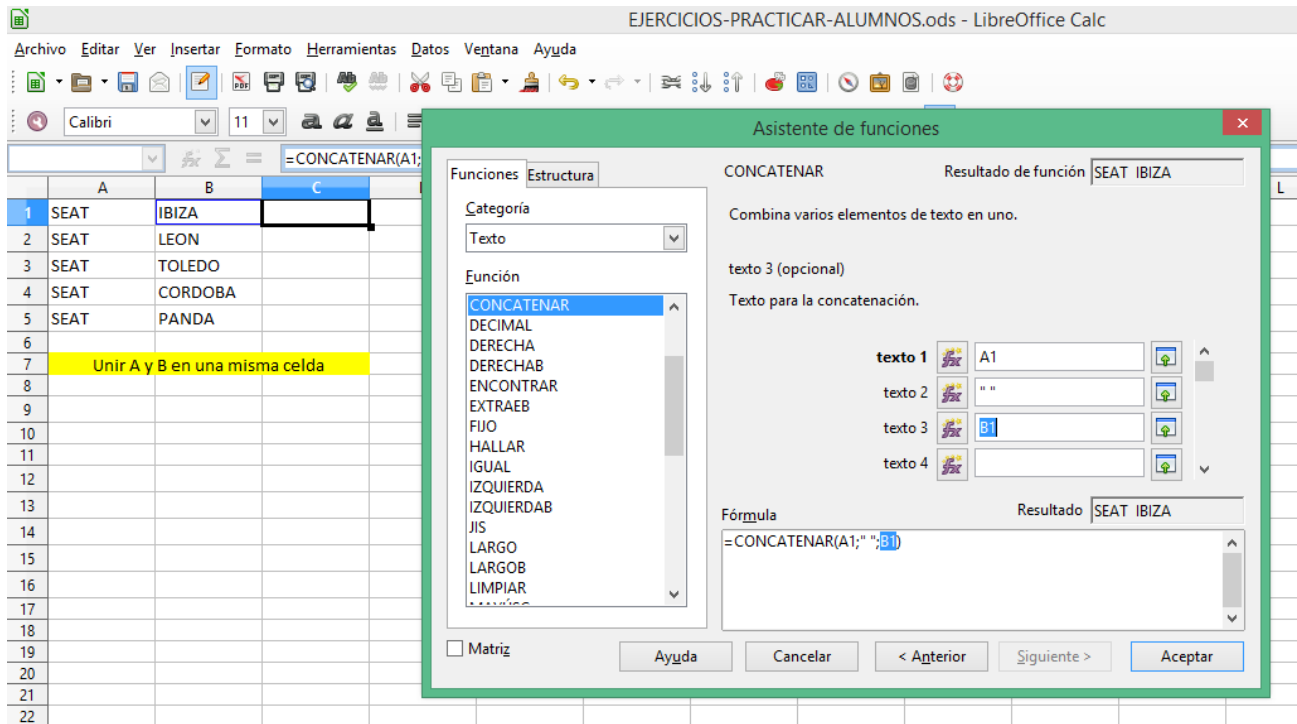 EJERCICIOS-PRACTICAR-ALUMNOS.ods - LibreOffice Calc
Archivo Editar Ver Insertar Formato Herramientas Datos Ventana Ayuda
Calibri 11
=CONCATENAR(A1;
A B C L
1 SEAT IBIZA
2 SEAT LEON
3 SEAT TOLEDO
4 SEAT CORDOBA
5 SEAT PANDA
6
7 Unir A y B en una misma celda
8
9
10
11
12
13
14
15
16
17
18
19
20
21
22
Asistente de funciones
Funciones Estructura
Categoría
Texto
Función
CONCATENAR
DECIMAL
DERECHA
DERECHAB
ENCONTRAR
EXTRAEB
FIJO
HALLAR
IGUAL
IZQUIERDA
IZQUIERDAB
JIS
LARGO
LARGOB
LIMPIAR
Matriz
CONCATENAR Resultado de función SEAT IBIZA
Combina varios elementos de texto en uno.
texto 3 (opcional)
Texto para la concatenación.
texto 1 A1
texto 2 " "
texto 3 B1
texto 4
Fórmula Resultado SEAT IBIZA
=CONCATENAR(A1;" ";B1)
Ayuda Cancelar < Anterior Siguiente > Aceptar